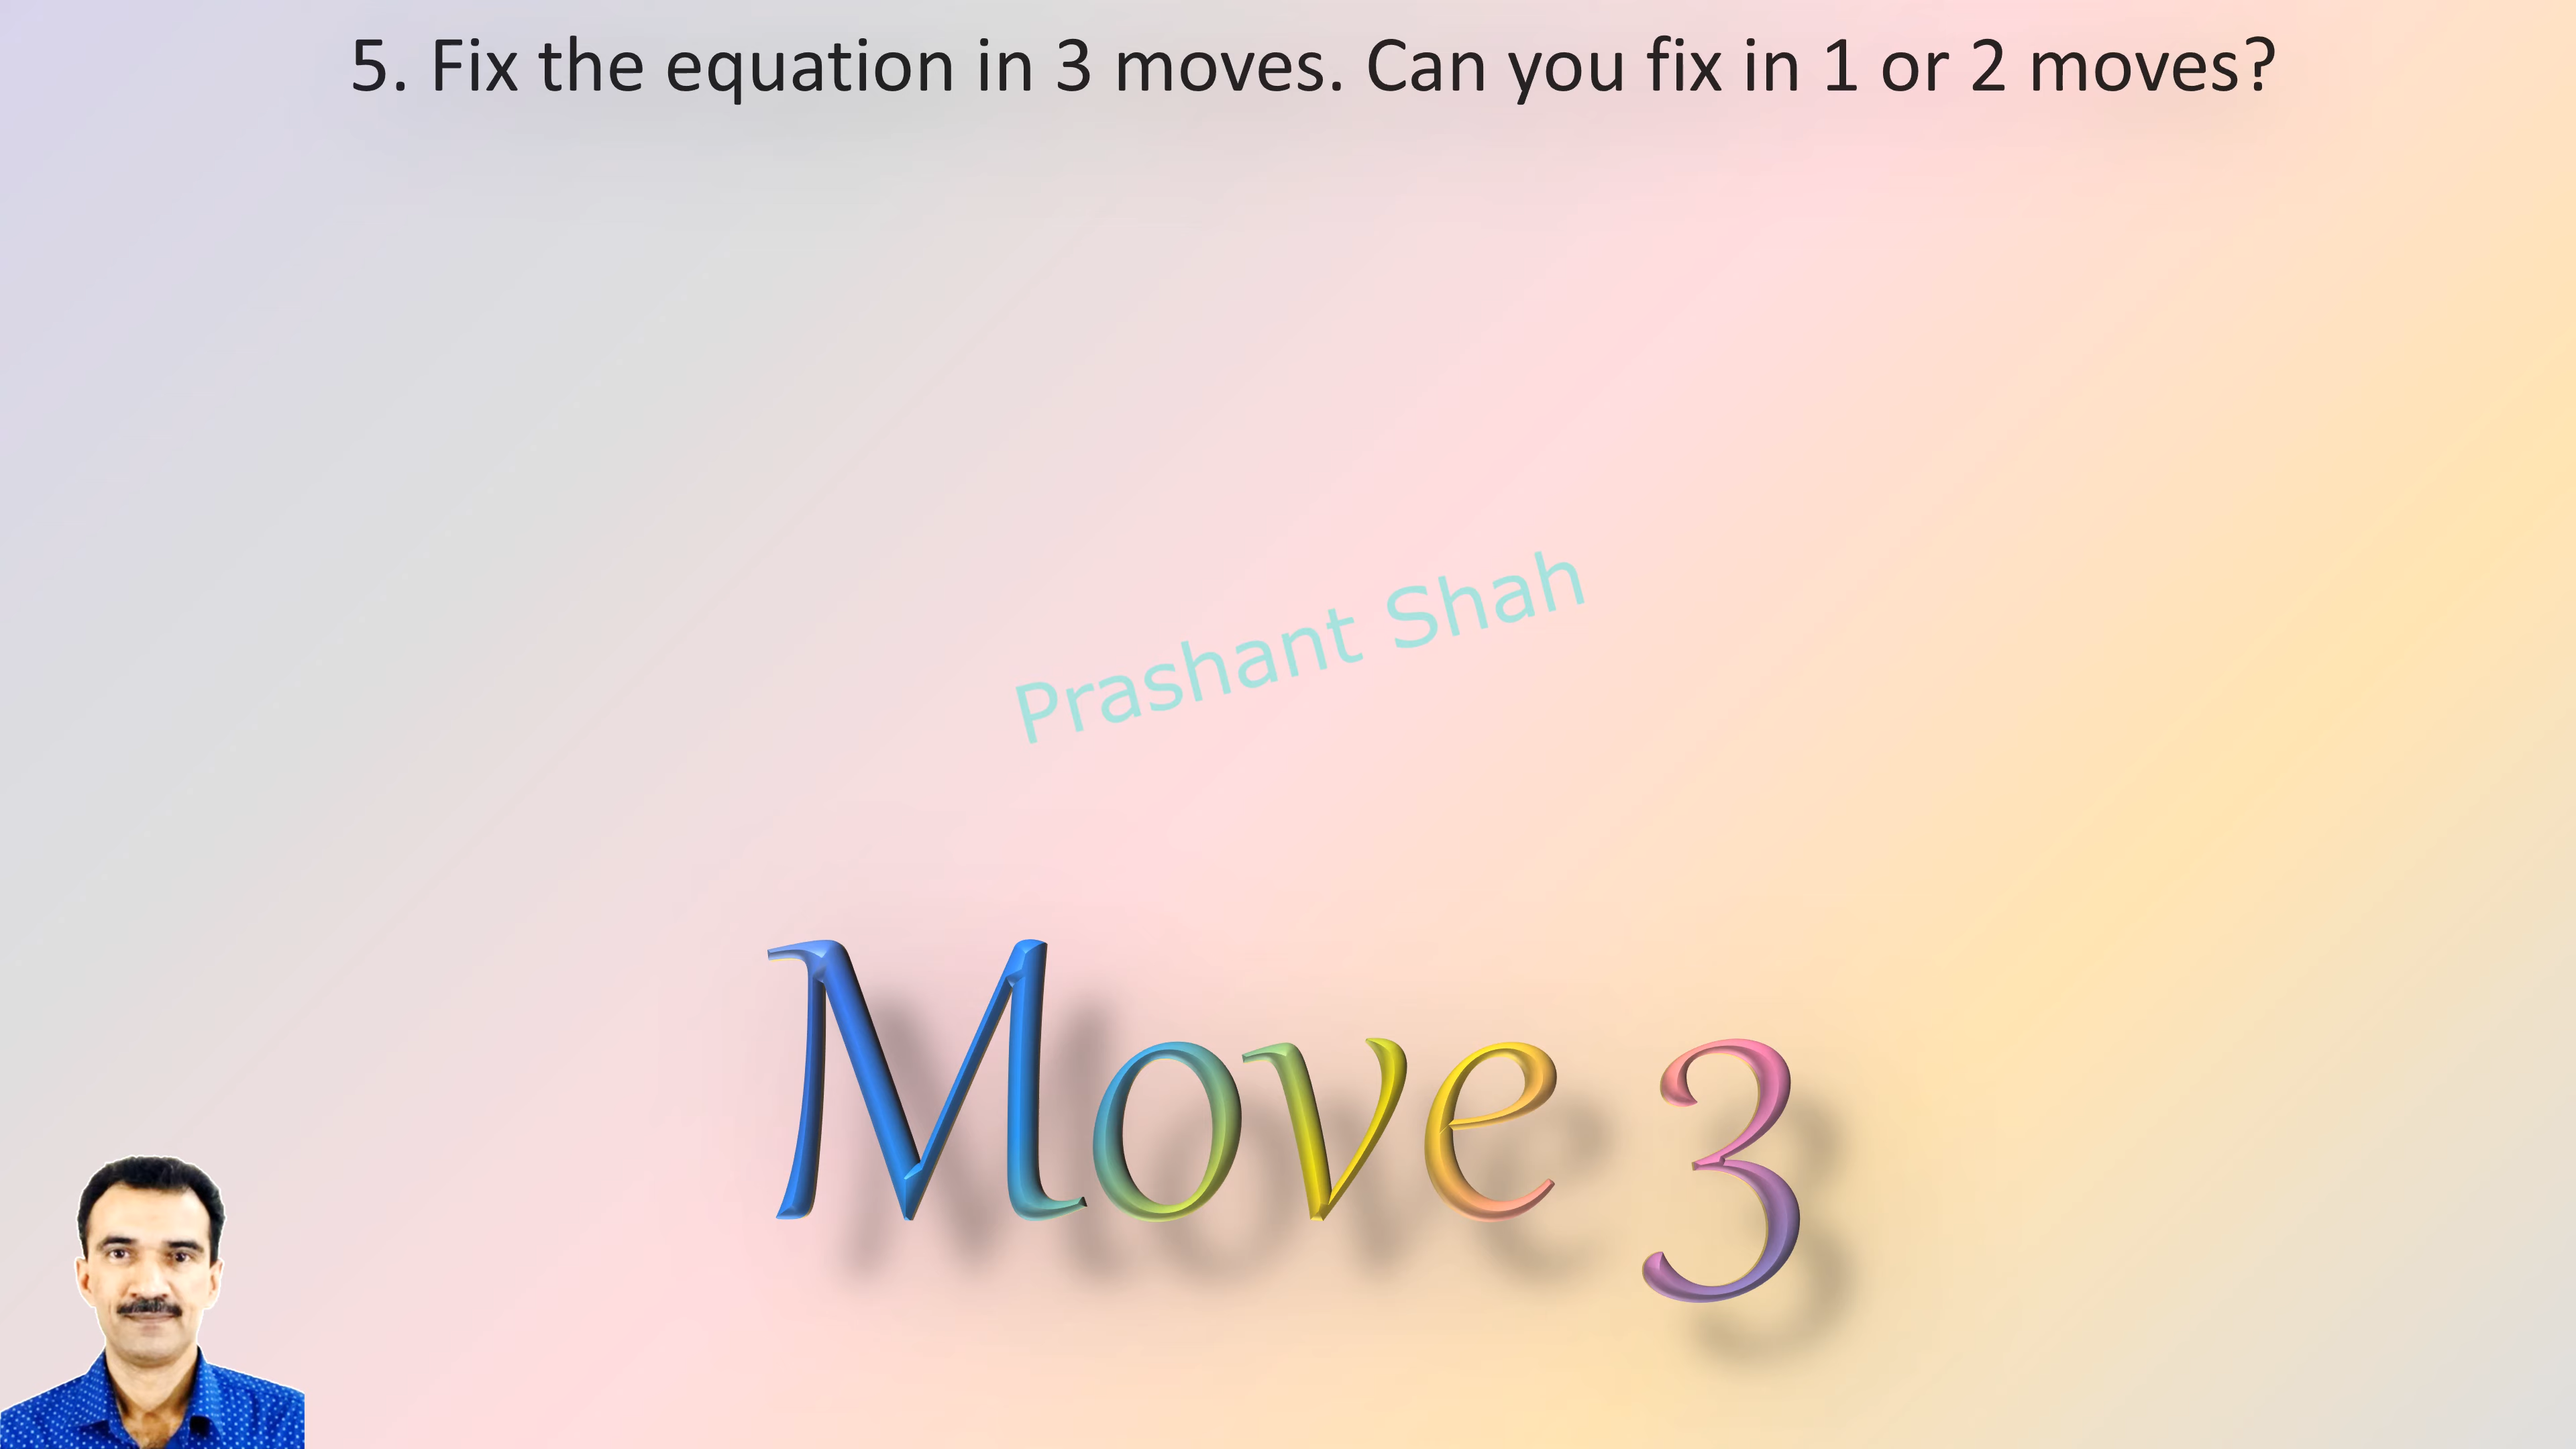 5. Fix the equation in 3 moves. Can you fix in 1 or 2 moves?
Prashant Shah
Move 3